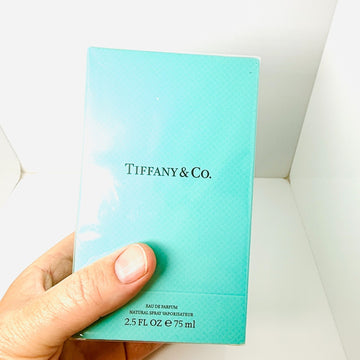 TIFFANY & CO.
EAU DE PARFUM
NATURAL SPRAY VAPORISATEUR
2.5 FL OZ ℮ 75 ml